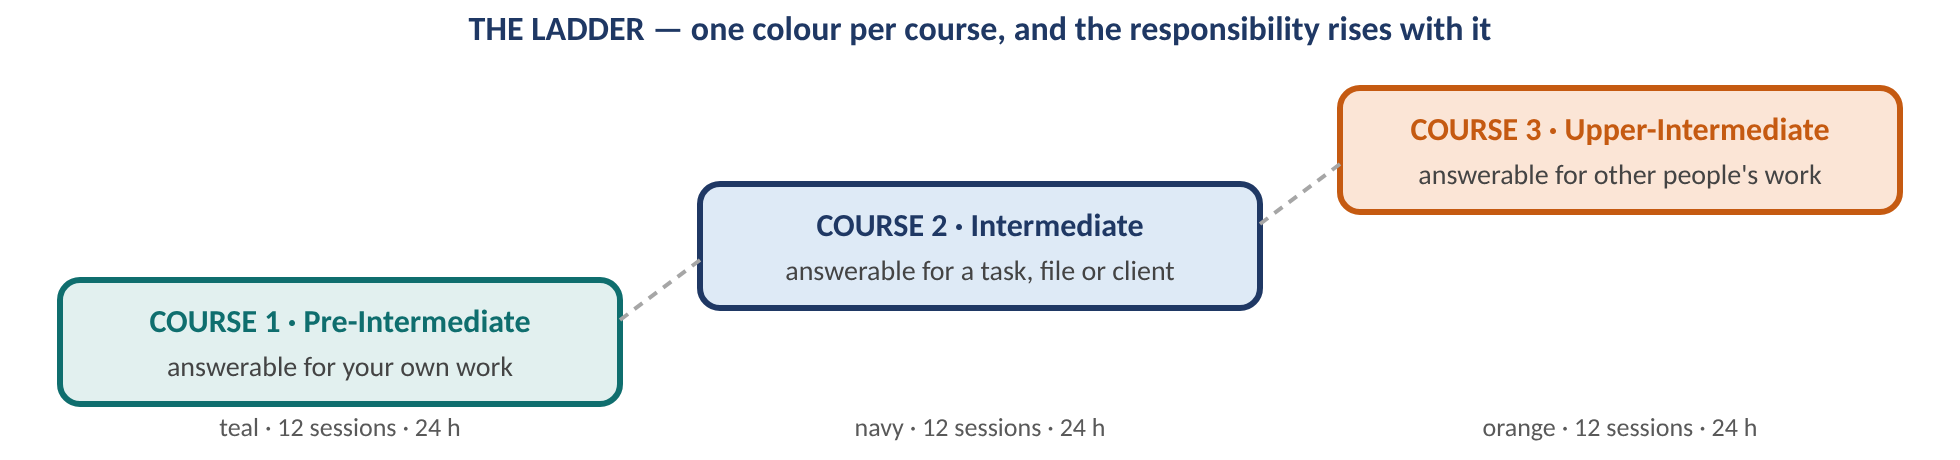 THE LADDER — one colour per course, and the responsibility rises with it
COURSE 1 · Pre-Intermediate
answerable for your own work
teal · 12 sessions · 24 h
COURSE 2 · Intermediate
answerable for a task, file or client
navy · 12 sessions · 24 h
COURSE 3 · Upper-Intermediate
answerable for other people's work
orange · 12 sessions · 24 h